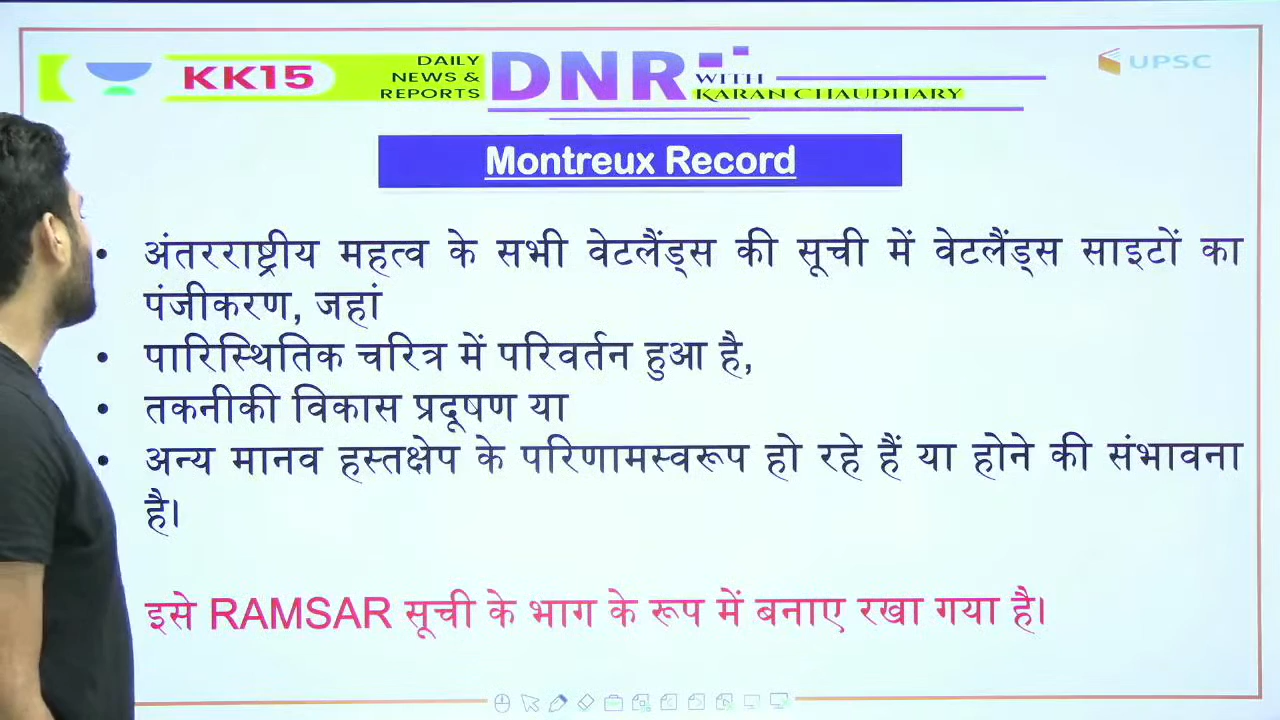 KK15
DAILY
NEWS &
REPORTS
DNR
WITH
KARAN CHAUDHARY
UPSC
Montreux Record
• अंतरराष्ट्रीय महत्व के सभी वेटलैंड्स की सूची में वेटलैंड्स साइटों का
पंजीकरण, जहां
• पारिस्थितिक चरित्र में परिवर्तन हुआ है,
• तकनीकी विकास प्रदूषण या
• अन्य मानव हस्तक्षेप के परिणामस्वरूप हो रहे हैं या होने की संभावना
है।
इसे RAMSAR सूची के भाग के रूप में बनाए रखा गया है।